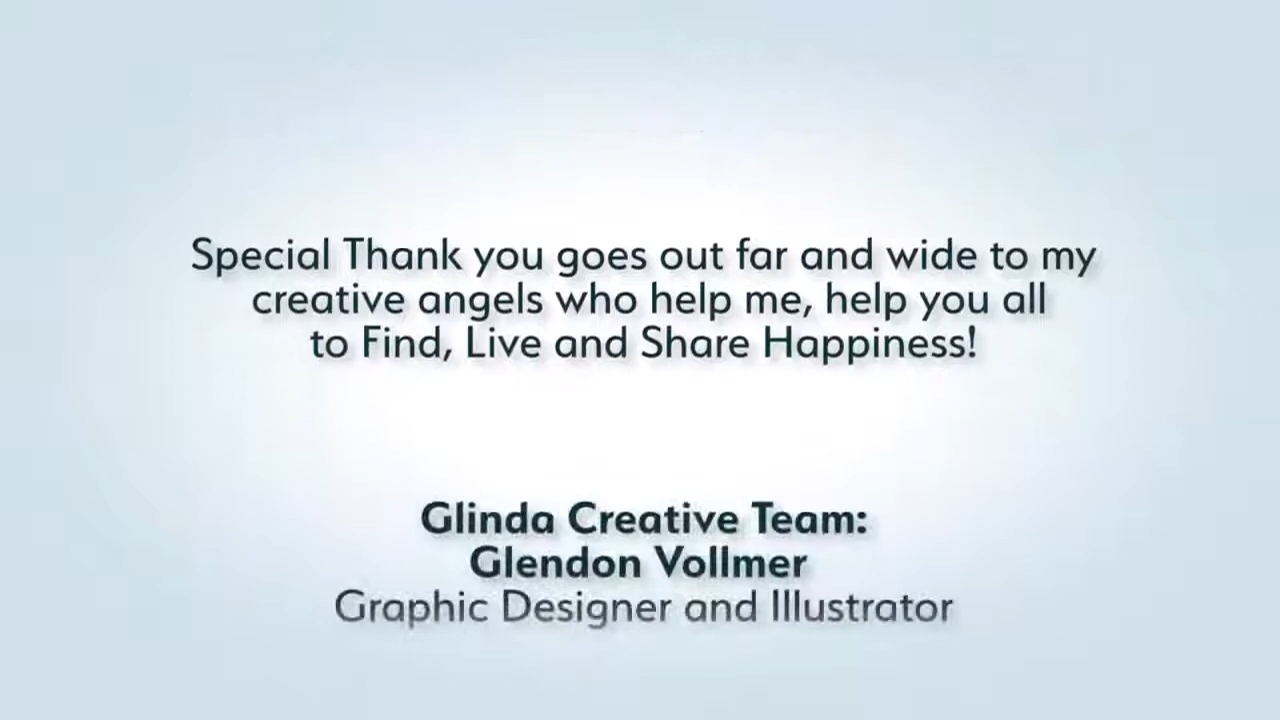 Special Thank you goes out far and wide to my
creative angels who help me, help you all
to Find, Live and Share Happiness!
Glinda Creative Team:
Glendon Vollmer
Graphic Designer and Illustrator